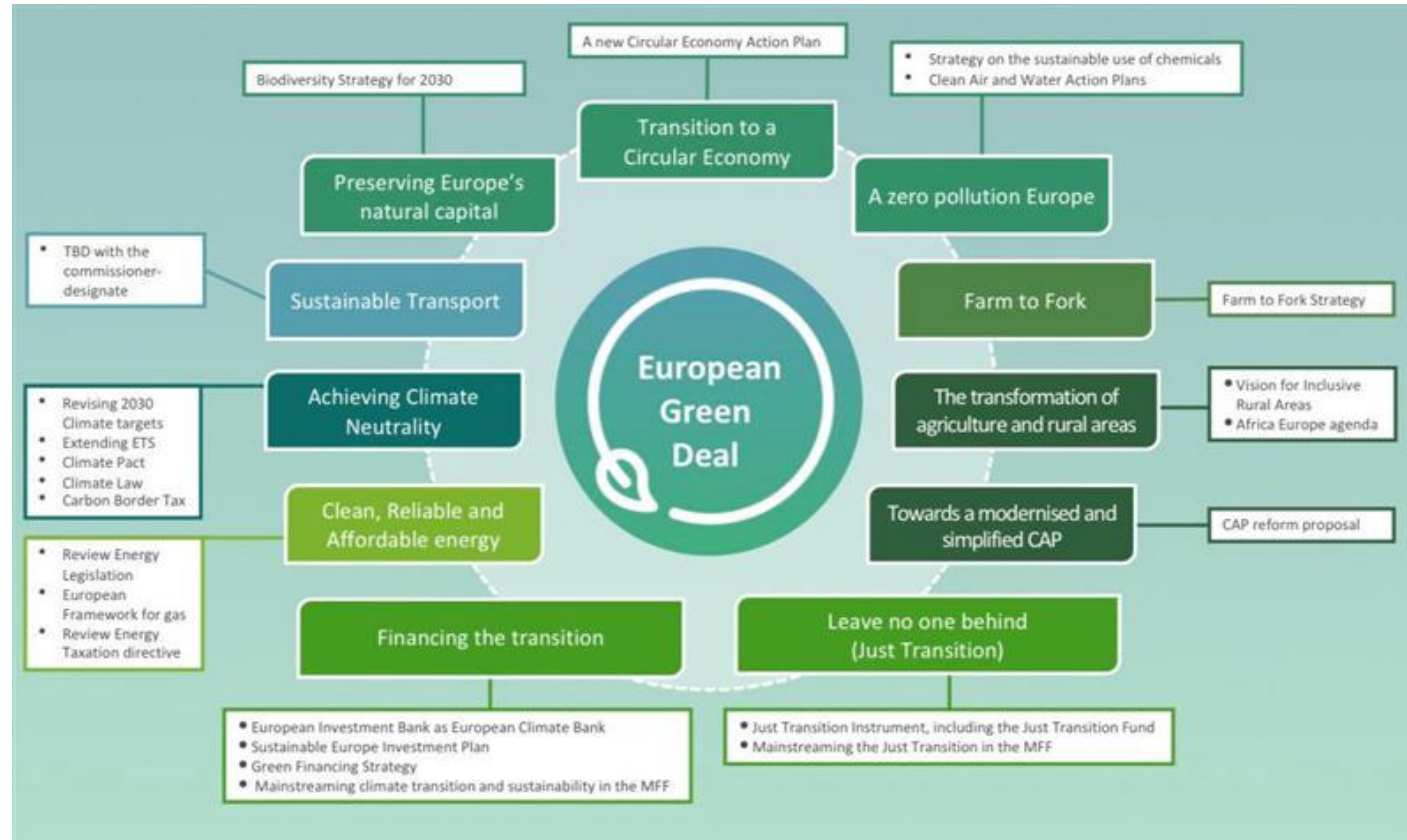 A new Circular Economy Action Plan
Biodiversity Strategy for 2030
• Strategy on the sustainable use of chemicals
• Clean Air and Water Action Plans
Transition to a
Circular Economy
Preserving Europe's
natural capital
A zero pollution Europe
• TBD with the
commissioner-
designate
Sustainable Transport
Farm to Fork
Farm to Fork Strategy
European
Green
Deal
Achieving Climate
Neutrality
• Revising 2030
Climate targets
• Extending ETS
• Climate Pact
• Climate Law
• Carbon Border Tax
The transformation of
agriculture and rural areas
• Vision for Inclusive
Rural Areas
• Africa Europe agenda
Clean, Reliable and
Affordable energy
• Review Energy
Legislation
• European
Framework for gas
• Review Energy
Taxation directive
Towards a modernised and
simplified CAP
CAP reform proposal
Financing the transition
Leave no one behind
(Just Transition)
• European Investment Bank as European Climate Bank
• Sustainable Europe Investment Plan
• Green Financing Strategy
• Mainstreaming climate transition and sustainability in the MFF
• Just Transition Instrument, including the Just Transition Fund
• Mainstreaming the Just Transition in the MFF